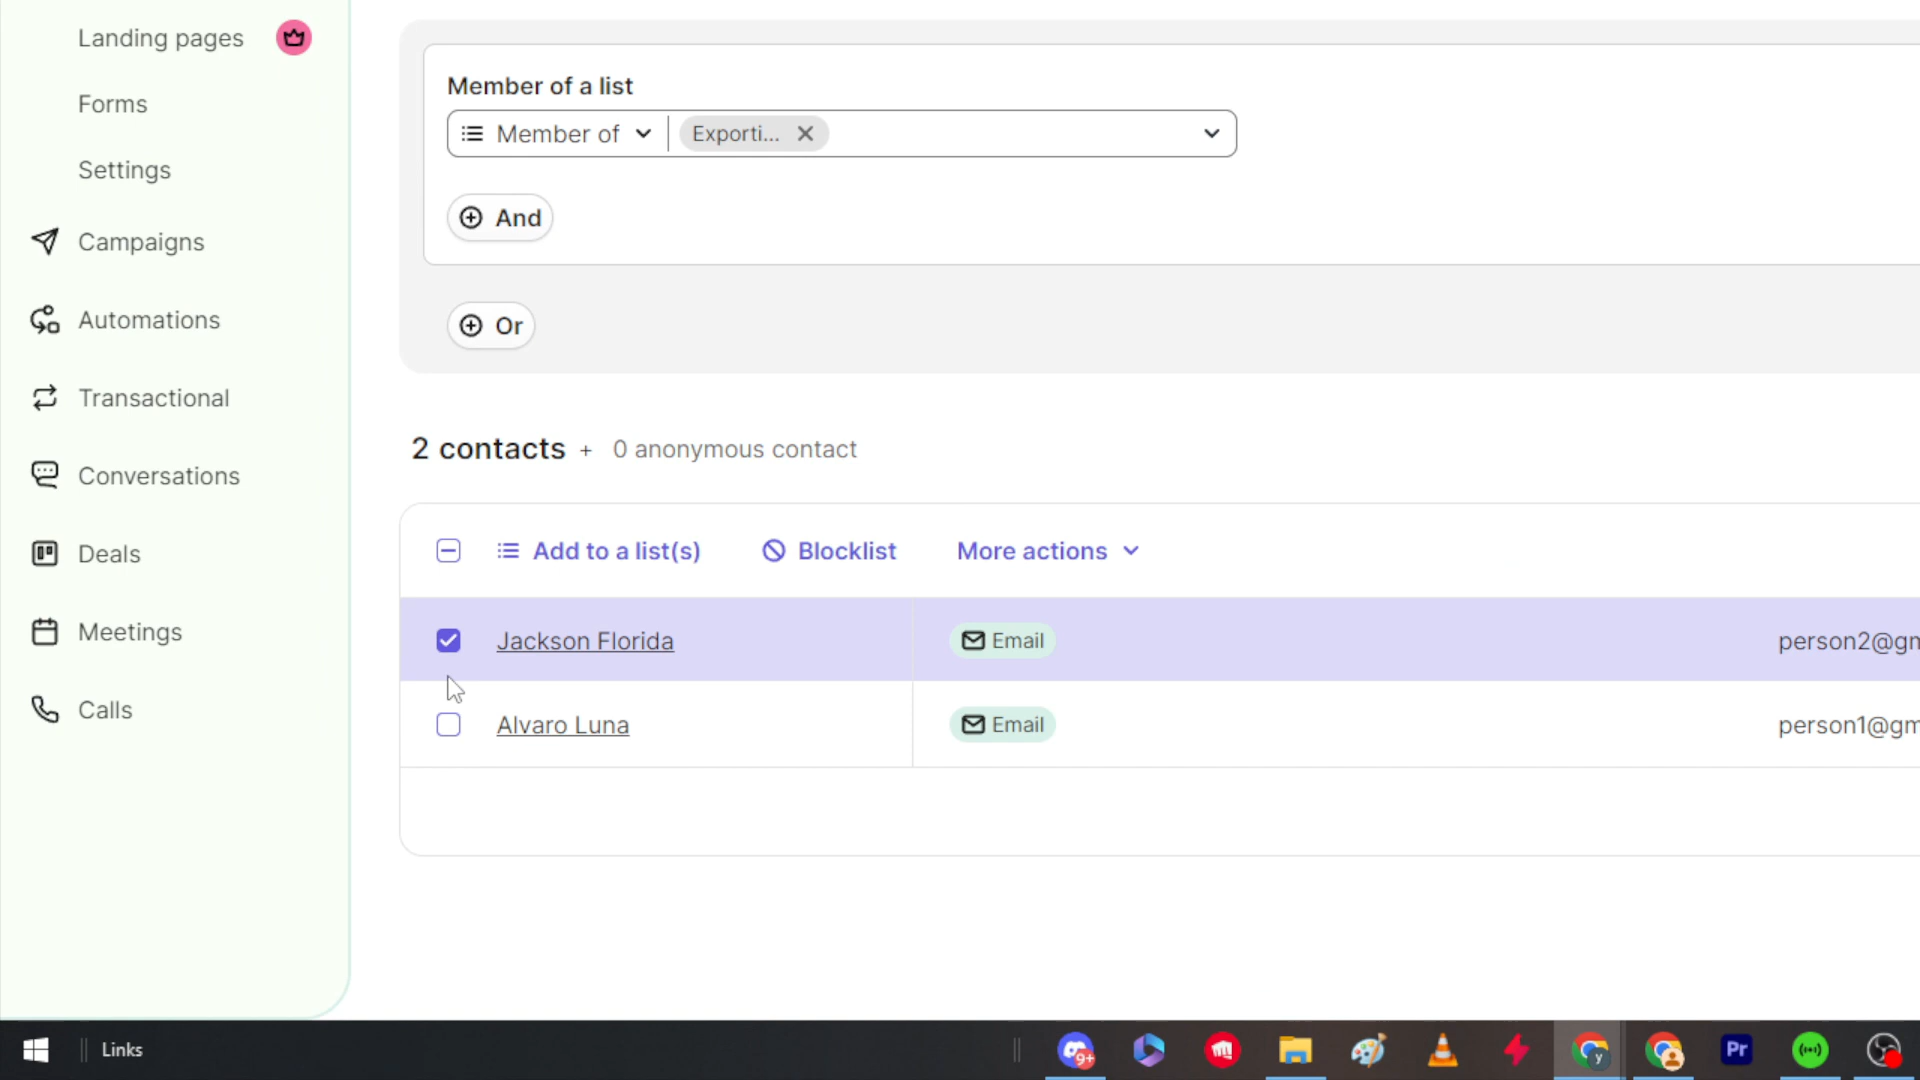 Landing pages
Forms
Settings
Campaigns
Automations
Transactional
Conversations
Deals
Meetings
Calls
Member of a list
Member of Exporti...
And
Or
2 contacts + 0 anonymous contact
Add to a list(s) Blocklist More actions
Jackson Florida Email person2@gm
Alvaro Luna Email person1@gm
Links 9+ y Pr